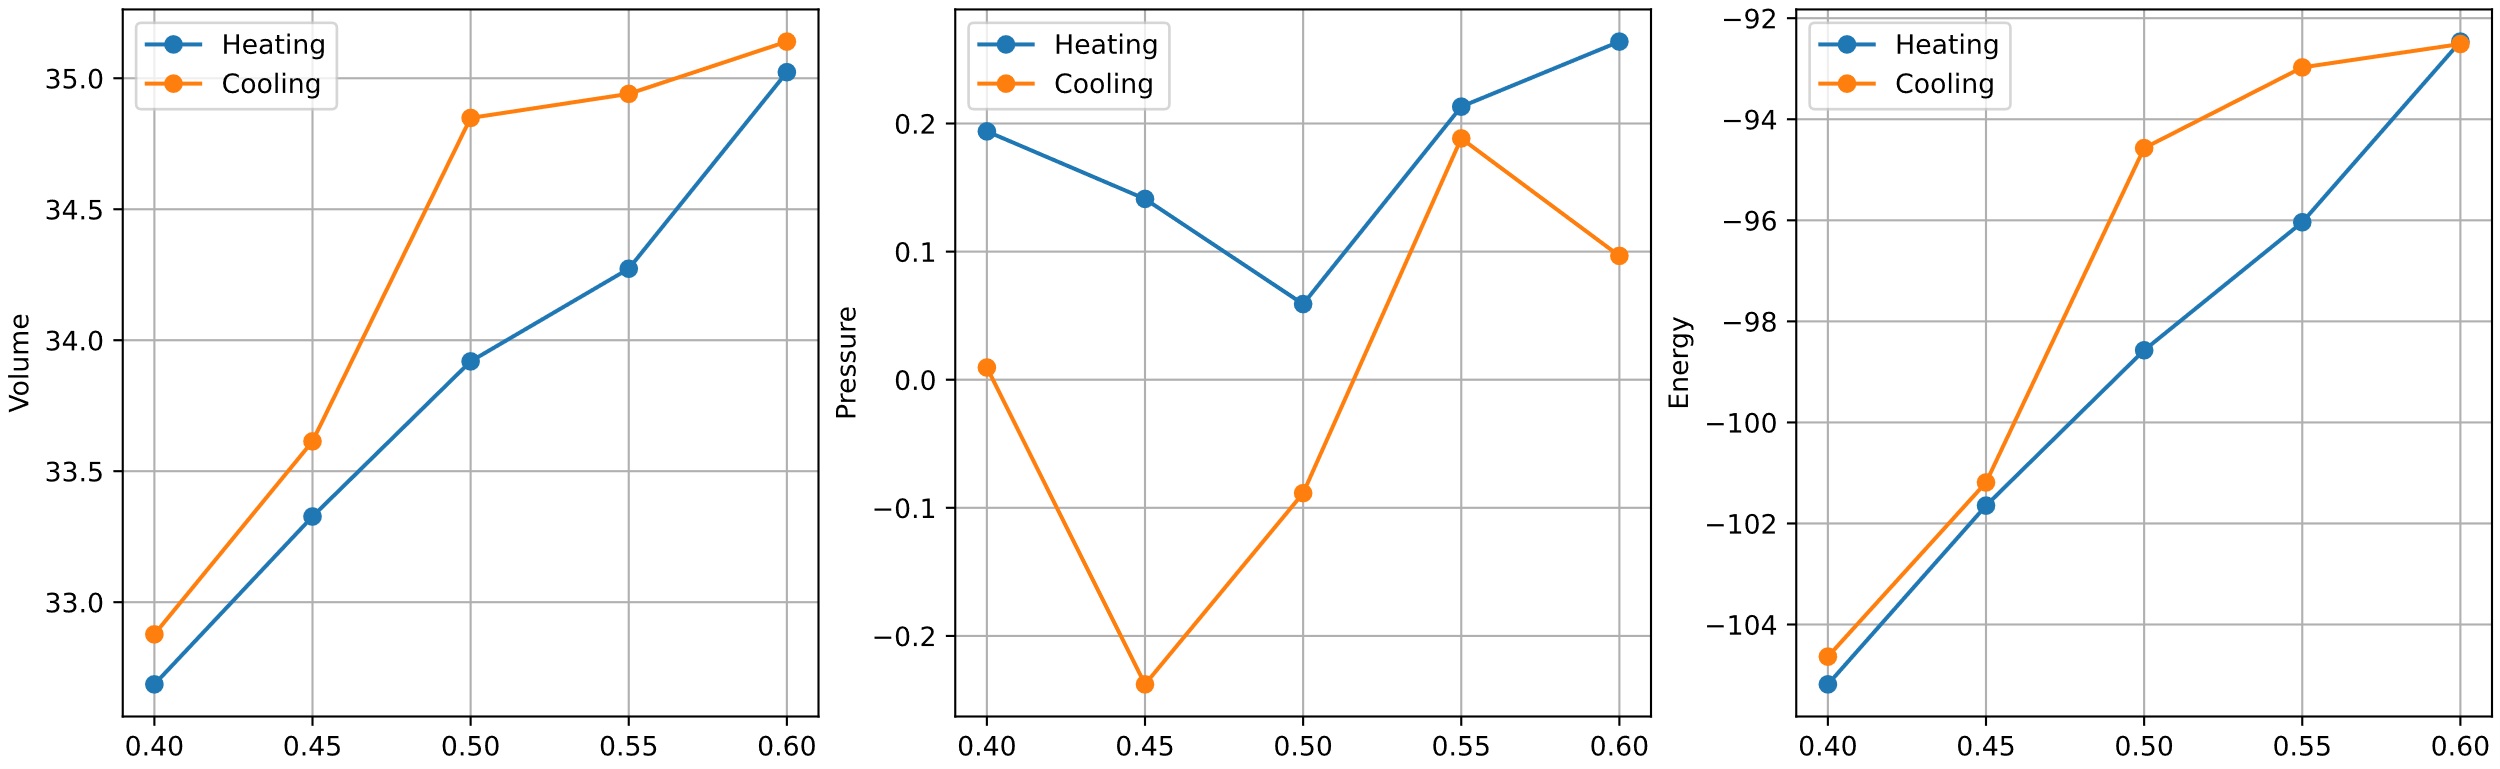 Volume
35.0
34.5
34.0
33.5
33.0
Heating
Cooling
0.40 0.45 0.50 0.55 0.60
Pressure
0.2
0.1
0.0
−0.1
−0.2
Heating
Cooling
0.40 0.45 0.50 0.55 0.60
Energy
−92
−94
−96
−98
−100
−102
−104
Heating
Cooling
0.40 0.45 0.50 0.55 0.60